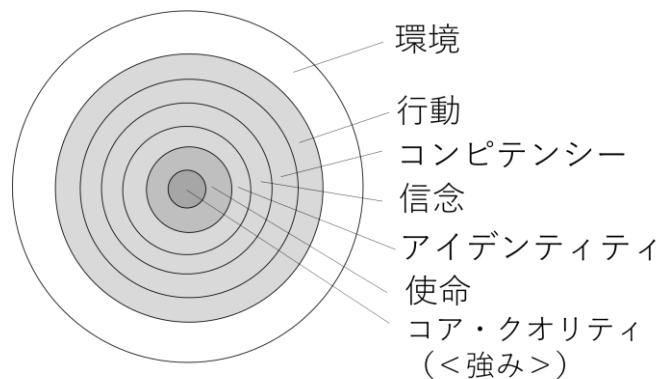 環境
行動
コンピテンシー
信念
アイデンティティ
使命
コア・クオリティ
（＜強み＞）